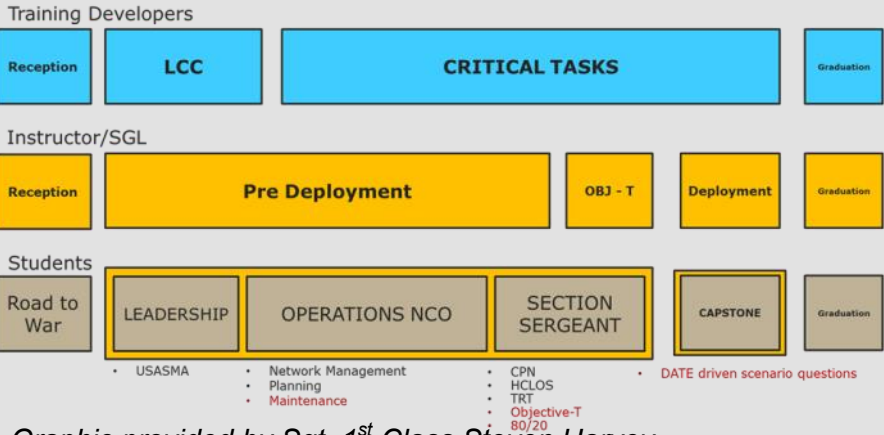 Training Developers
Reception
LCC
CRITICAL TASKS
Graduation
Instructor/SGL
Reception
Pre Deployment
OBJ - T
Deployment
Graduation
Students
Road to
War
LEADERSHIP
OPERATIONS NCO
SECTION
SERGEANT
CAPSTONE
Graduation
• USASMA
• Network Management
• Planning
• Maintenance
• CPN
• HCLOS
• TRT
• Objective-T
• 80/20
• DATE driven scenario questions
Graphic provided by Sgt. 1st Class Steven Harvey